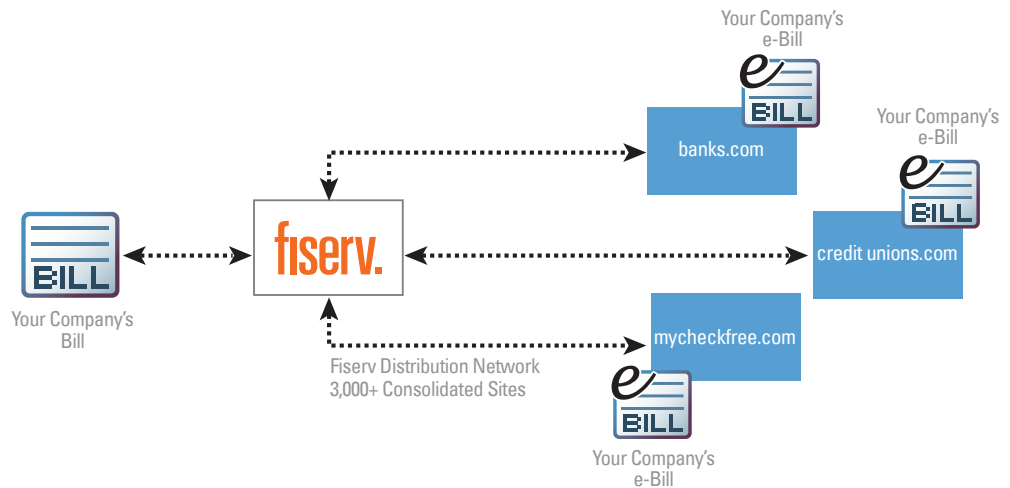 Your Company's
e-Bill
e
BILL
banks.com
Your Company's
e-Bill
e
BILL
credit unions.com
fiserv.
BILL
Your Company's
Bill
mycheckfree.com
Fiserv Distribution Network
3,000+ Consolidated Sites
e
BILL
Your Company's
e-Bill